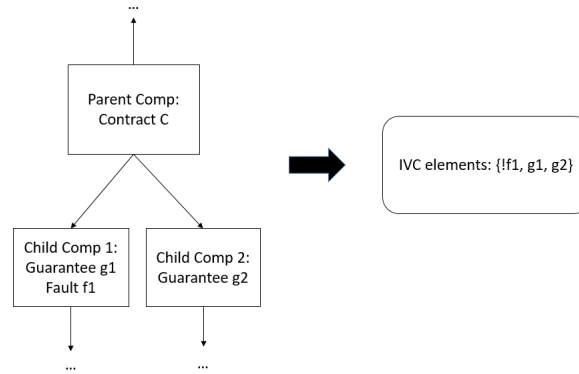 ...
Parent Comp:
Contract C
IVC elements: {!f1, g1, g2}
Child Comp 1:
Guarantee g1
Fault f1
Child Comp 2:
Guarantee g2
...
...